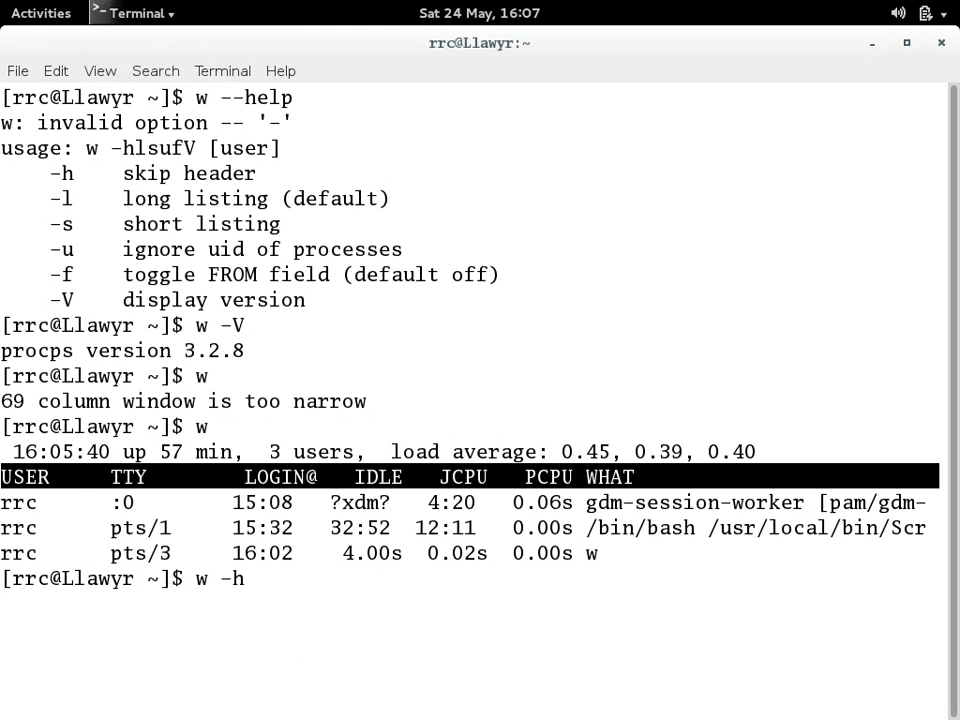 Activities >_ Terminal Sat 24 May, 16:07
rrc@Llawyr:~
File Edit View Search Terminal Help
[rrc@Llawyr ~]$ w --help
w: invalid option -- '-'
usage: w -hlsufV [user]
    -h    skip header
    -l    long listing (default)
    -s    short listing
    -u    ignore uid of processes
    -f    toggle FROM field (default off)
    -V    display version
[rrc@Llawyr ~]$ w -V
procps version 3.2.8
[rrc@Llawyr ~]$ w
69 column window is too narrow
[rrc@Llawyr ~]$ w
 16:05:40 up 57 min,  3 users,  load average: 0.45, 0.39, 0.40
USER     TTY        LOGIN@   IDLE   JCPU   PCPU WHAT
rrc      :0        15:08   ?xdm?   4:20   0.06s gdm-session-worker [pam/gdm-
rrc      pts/1     15:32   32:52  12:11   0.00s /bin/bash /usr/local/bin/Scr
rrc      pts/3     16:02    4.00s  0.02s  0.00s w
[rrc@Llawyr ~]$ w -h